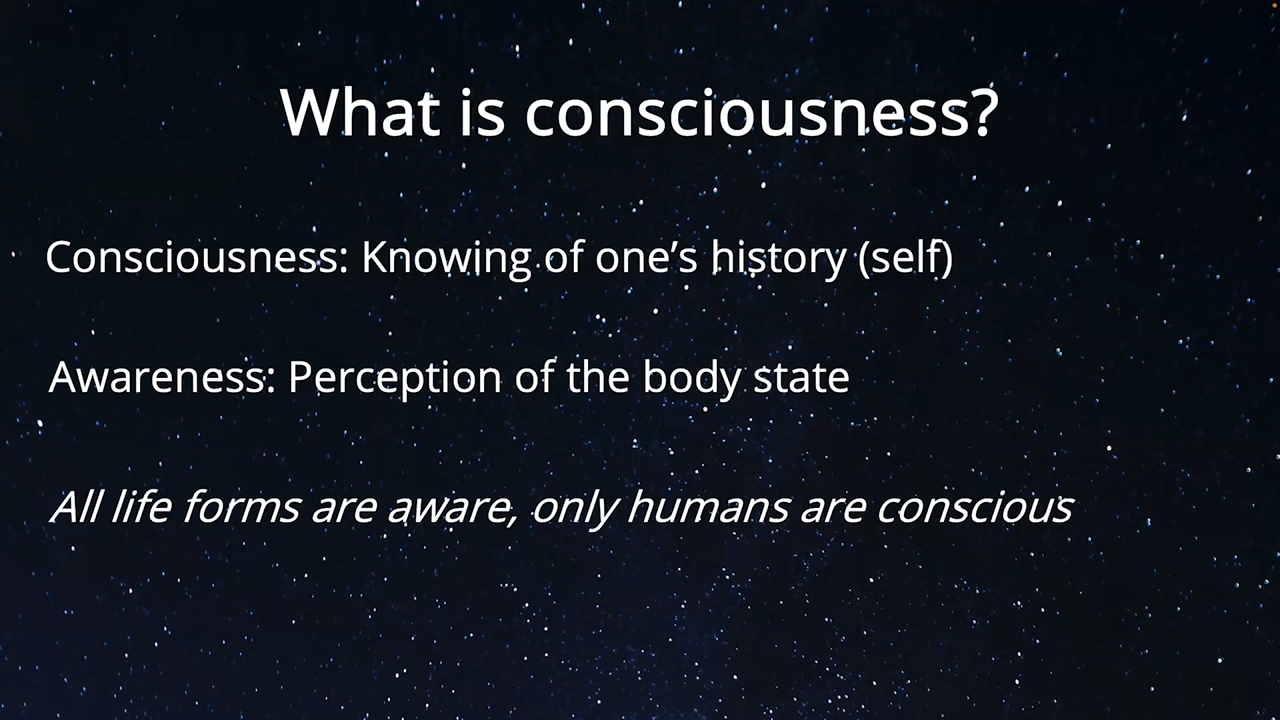 What is consciousness?
Consciousness: Knowing of one’s history (self)
Awareness: Perception of the body state
All life forms are aware, only humans are conscious